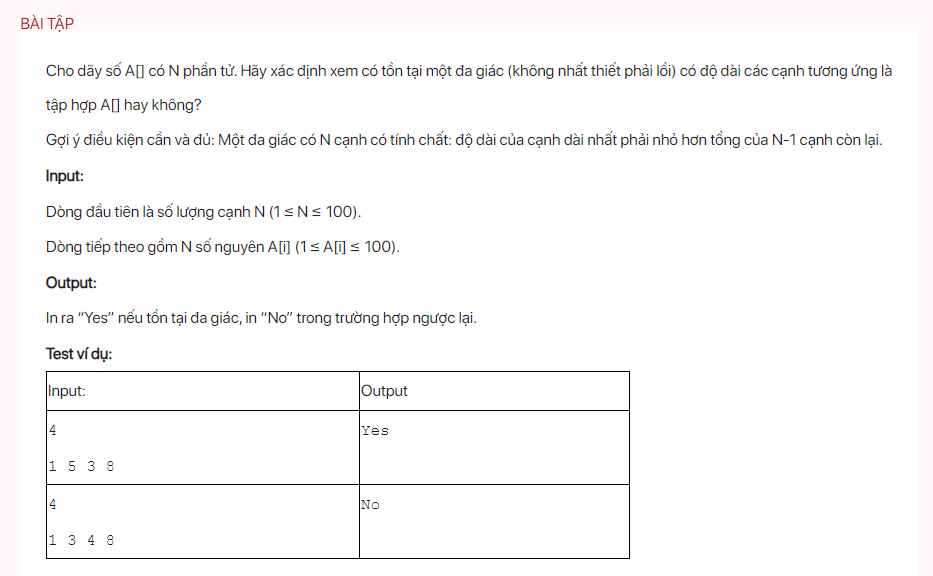 BÀI TẬP
Cho dãy số A[] có N phần tử. Hãy xác định xem có tồn tại một đa giác (không nhất thiết phải lồi) có độ dài các cạnh tương ứng là
tập hợp A[] hay không?
Gợi ý điều kiện cần và đủ: Một đa giác có N cạnh có tính chất: độ dài của cạnh dài nhất phải nhỏ hơn tổng của N-1 cạnh còn lại.
Input:
Dòng đầu tiên là số lượng cạnh N (1 ≤ N ≤ 100).
Dòng tiếp theo gồm N số nguyên A[i] (1 ≤ A[i] ≤ 100).
Output:
In ra “Yes” nếu tồn tại đa giác, in “No” trong trường hợp ngược lại.
Test ví dụ:
Input: Output
4 Yes
1 5 3 8
4 No
1 3 4 8